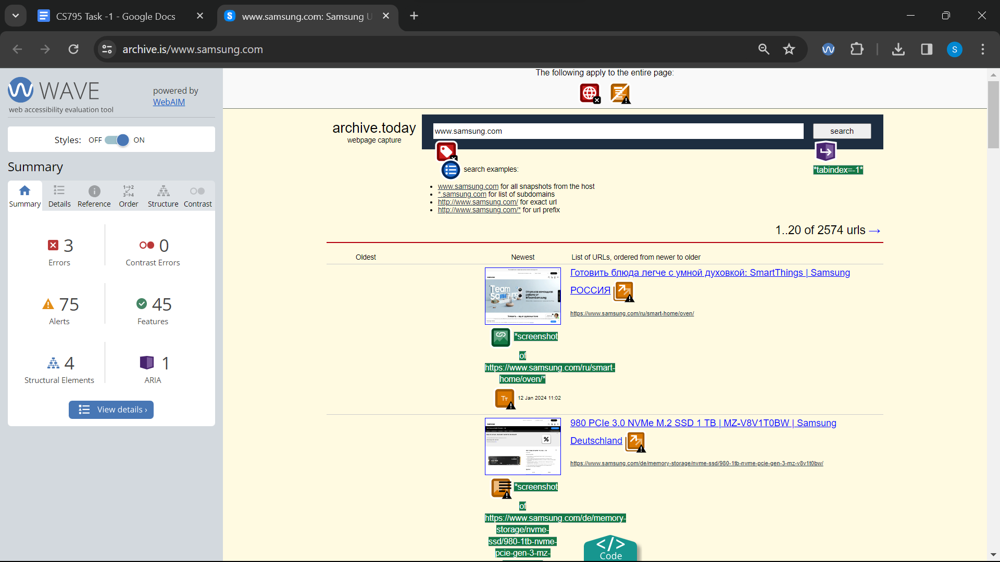 CS795 Task -1 - Google Docs
www.samsung.com: Samsung U
archive.is/www.samsung.com
S
WAVE
web accessibility evaluation tool
powered by
WebAIM
Styles: OFF ON
Summary
Summary Details Reference Order Structure Contrast
3
Errors
0
Contrast Errors
75
Alerts
45
Features
4
Structural Elements
1
ARIA
View details ›
The following apply to the entire page:
archive.today
webpage capture
www.samsung.com
search
*tabindex=-1*
search examples:
www.samsung.com for all snapshots from the host
*.samsung.com for list of subdomains
http://www.samsung.com/ for exact url
http://www.samsung.com/* for url prefix
1..20 of 2574 urls →
Oldest Newest List of URLs, ordered from newer to older
Готовить блюда легче с умной духовкой: SmartThings | Samsung
РОССИЯ
https://www.samsung.com/ru/smart-home/oven/
*screenshot
of
https://www.samsung.com/ru/smart-
home/oven/*
12 Jan 2024 11:02
980 PCIe 3.0 NVMe M.2 SSD 1 TB | MZ-V8V1T0BW | Samsung
Deutschland
https://www.samsung.com/de/memory-storage/nvme-ssd/980-1tb-nvme-pcie-gen-3-mz-v8v1t0bw/
*screenshot
of
https://www.samsung.com/de/memory-
storage/nvme-
ssd/980-1tb-nvme-
pcie-gen-3-mz-
</>
Code